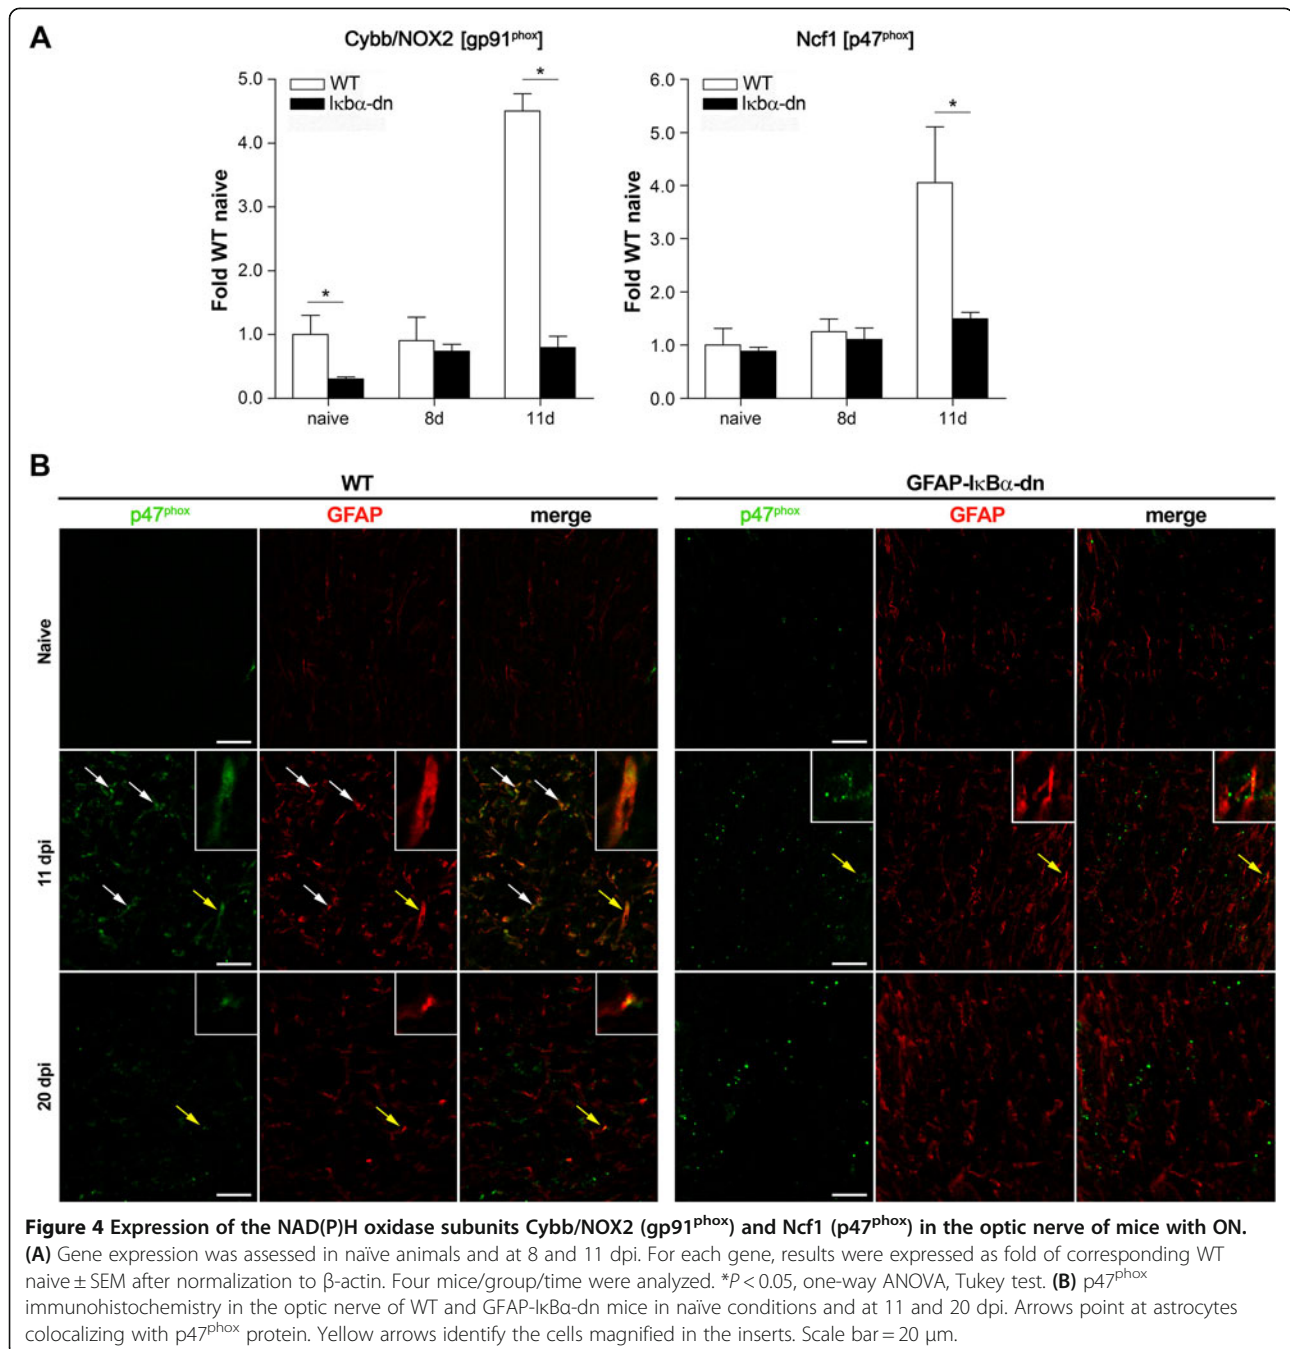 A
Cybb/NOX2 [gp91phox]
Ncf1 [p47phox]
5.0
4.0
3.0
2.0
1.0
0.0
Fold WT naive
WT
Iκbα-dn
*
*
naive
8d
11d
6.0
5.0
4.0
3.0
2.0
1.0
0.0
Fold WT naive
WT
Iκbα-dn
*
naive
8d
11d
B
WT
GFAP-IκBα-dn
p47phox
GFAP
merge
p47phox
GFAP
merge
Naive
11 dpi
20 dpi
Figure 4 Expression of the NAD(P)H oxidase subunits Cybb/NOX2 (gp91phox) and Ncf1 (p47phox) in the optic nerve of mice with ON.
(A) Gene expression was assessed in naïve animals and at 8 and 11 dpi. For each gene, results were expressed as fold of corresponding WT
naive ± SEM after normalization to β-actin. Four mice/group/time were analyzed. *P < 0.05, one-way ANOVA, Tukey test. (B) p47phox
immunohistochemistry in the optic nerve of WT and GFAP-IκBα-dn mice in naïve conditions and at 11 and 20 dpi. Arrows point at astrocytes
colocalizing with p47phox protein. Yellow arrows identify the cells magnified in the inserts. Scale bar = 20 μm.